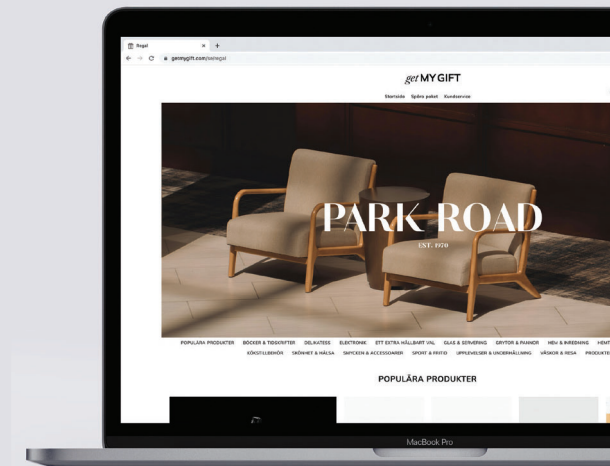 Regal
getmygift.com/se/regal
get MY GIFT
Startsida Spåra paket Kundservice
PARK ROAD
EST. 1970
POPULÄRA PRODUKTER BÖCKER & TIDSKRIFTER DELIKATESS ELEKTRONIK ETT EXTRA HÅLLBART VAL GLAS & SERVERING GRYTOR & PANNOR HEM & INREDNING HEMT
KÖKSTILLBEHÖR SKÖNHET & HÄLSA SMYCKEN & ACCESSOARER SPORT & FRITID UPPLEVELSER & UNDERHÅLLNING VÄSKOR & RESA PRODUKTE
POPULÄRA PRODUKTER
MacBook Pro